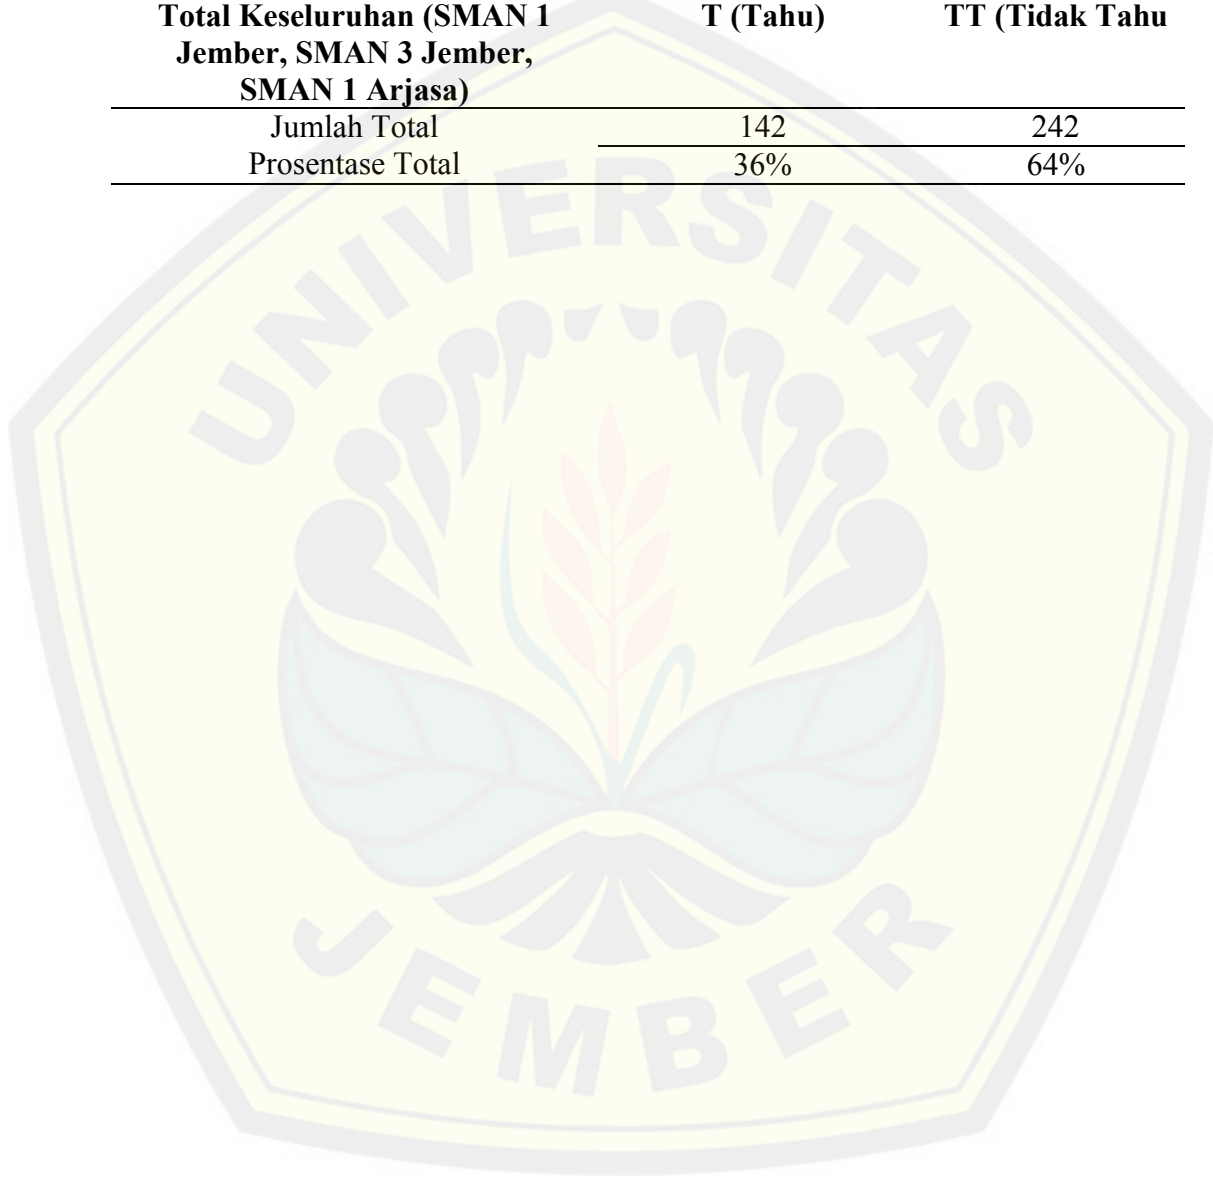 Total Keseluruhan (SMAN 1 T (Tahu) TT (Tidak Tahu
Jember, SMAN 3 Jember,
SMAN 1 Arjasa)
Jumlah Total 142 242
Prosentase Total 36% 64%
UNIVERSITAS
JEMBER